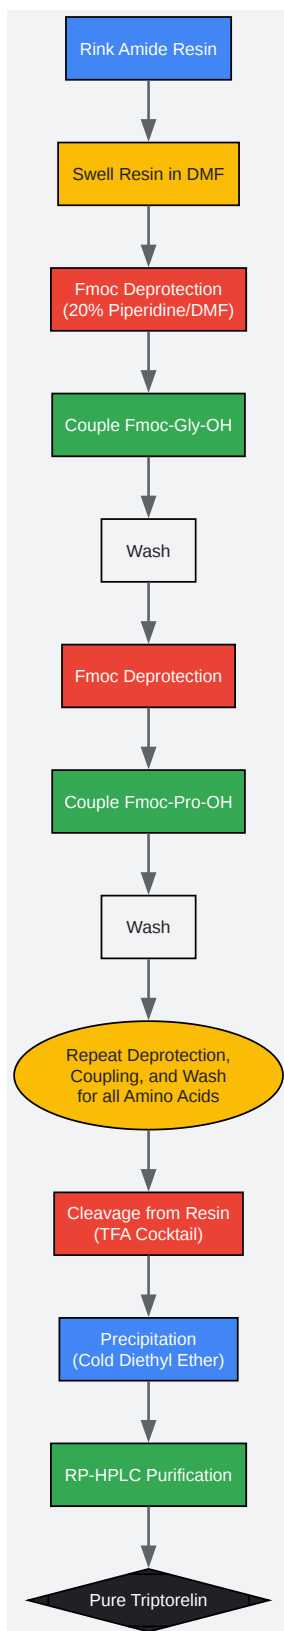 Rink Amide Resin
Swell Resin in DMF
Fmoc Deprotection
(20% Piperidine/DMF)
Couple Fmoc-Gly-OH
Wash
Fmoc Deprotection
Couple Fmoc-Pro-OH
Wash
Repeat Deprotection,
Coupling, and Wash
for all Amino Acids
Cleavage from Resin
(TFA Cocktail)
Precipitation
(Cold Diethyl Ether)
RP-HPLC Purification
Pure Triptorelin